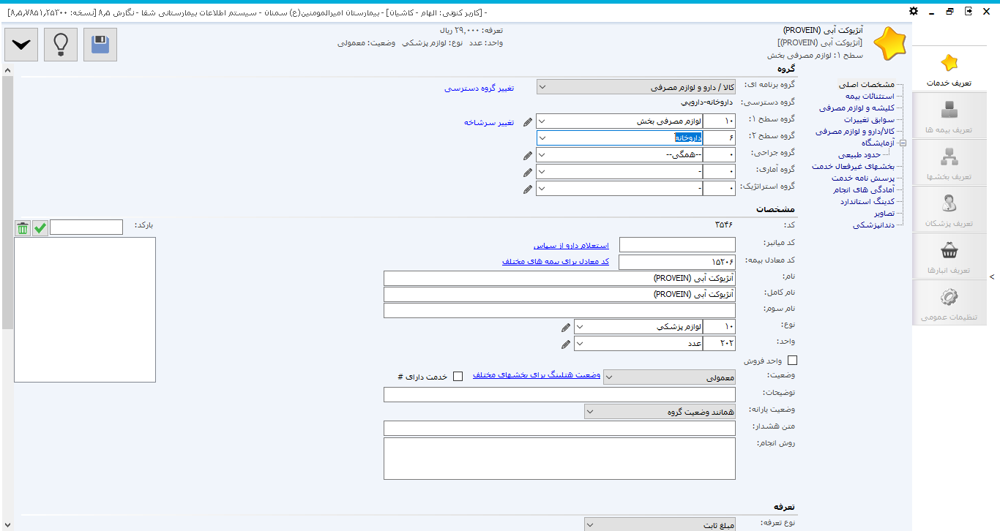 - [کاربر کنونی: الهام - کاشیان] - بیمارستان امیرالمومنین(ع) سمنان - سیستم اطلاعات بیمارستانی شفا - نگارش ۸٫۵ [نسخه: ۸٫۵٫۷۸۵۱٫۲۵۳۰۰]
آنژیوکت آبی (PROVEIN)
[آنژیوکت آبی (PROVEIN)]
سطح ۱: لوازم مصرفی بخش
تعرفه: ۲۹,۰۰۰ ریال
واحد: عدد نوع: لوازم پزشکی وضعیت: معمولی
تعریف خدمات
تعریف بیمه ها
تعریف بخشها
تعریف پزشکان
تعریف انبارها
تنظیمات عمومی
<
مشخصات اصلی
استثنائات بیمه
کلیشه و لوازم مصرفی
سوابق تغییرات
کالا/دارو و لوازم مصرفی
آزمایشگاه
حدود طبیعی
بخشهای غیرفعال خدمت
پرسش نامه خدمت
آمادگی های انجام
کدینگ استاندارد
تصاویر
دندانپزشکی
گروه
گروه برنامه ای: کالا / دارو و لوازم مصرفی تغییر گروه دسترسی
گروه دسترسی: داروخانه-دارویی
گروه سطح ۱: ۱۰ لوازم مصرفی بخش تغییر سرشاخه
گروه سطح ۲: ۶ داروخانه
گروه جراحی: ۰ --همگی--
گروه آماری: ۰ -
گروه استراتژیک: ۰ -
مشخصات
کد: ۳۵۴۶ بارکد:
کد میانبر: استعلام دارو از سپاس
کد معادل بیمه: ۱۵۲۰۶ کد معادل برای بیمه های مختلف
نام: آنژیوکت آبی (PROVEIN)
نام کامل: آنژیوکت آبی (PROVEIN)
نام سوم:
نوع: ۱۰ لوازم پزشکی
واحد: ۲۰۲ عدد
واحد فروش
وضعیت: معمولی وضعیت هتلینگ برای بخشهای مختلف خدمت دارای #
توضیحات:
وضعیت یارانه: همانند وضعیت گروه
متن هشدار:
روش انجام:
تعرفه
نوع تعرفه: مبلغ ثابت